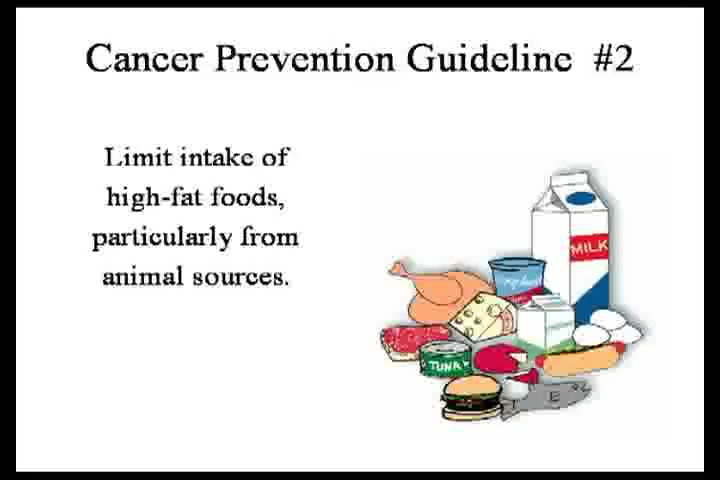 Cancer Prevention Guideline #2
Limit intake of
high-fat foods,
particularly from
animal sources.
MILK
TUNA